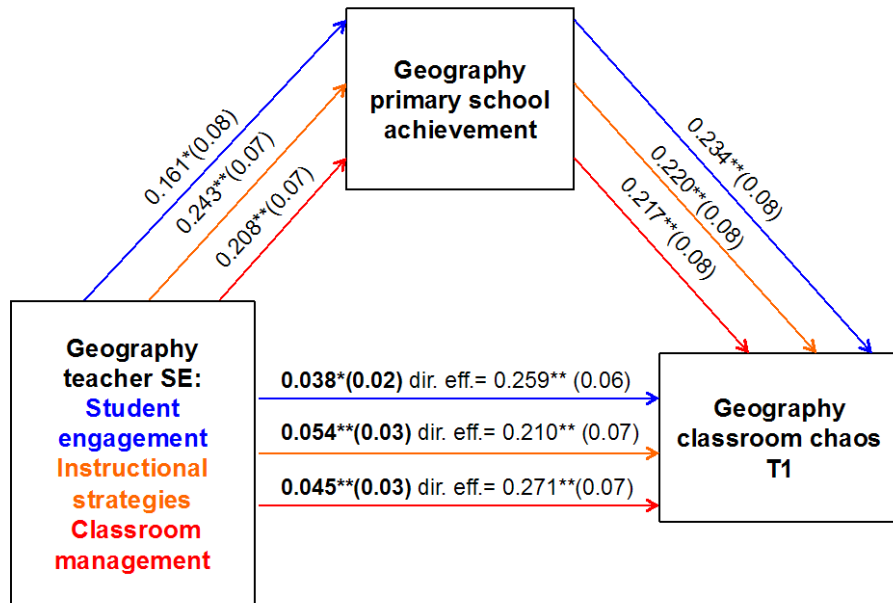 Geography
primary school
achievement
0.161*(0.08)
0.243**(0.07)
0.208**(0.07)
0.234**(0.08)
0.220**(0.08)
0.217**(0.08)
Geography
teacher SE:
Student
engagement
Instructional
strategies
Classroom
management
0.038*(0.02) dir. eff.= 0.259** (0.06)
0.054**(0.03) dir. eff.= 0.210** (0.07)
0.045**(0.03) dir. eff.= 0.271**(0.07)
Geography
classroom chaos
T1